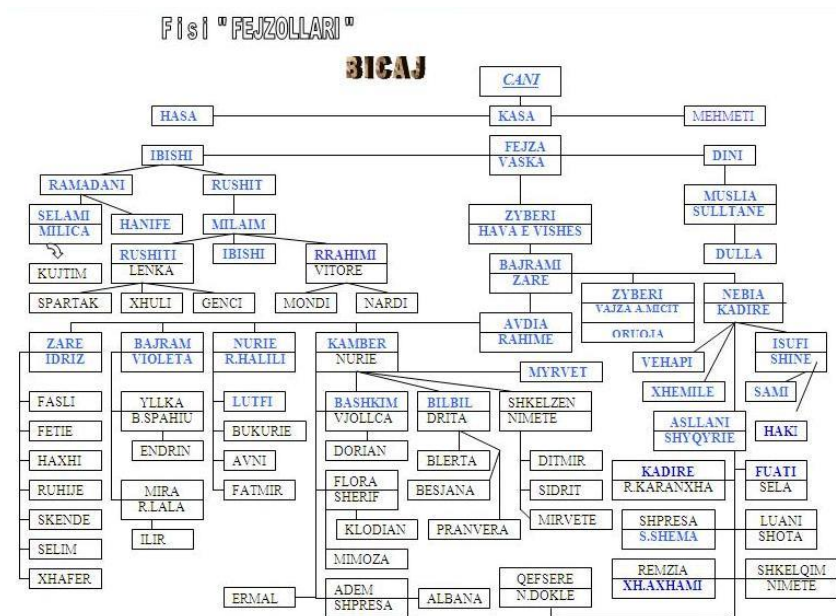 Fisi "FEJZOLLARI"
BICAJ
CANI
HASA
KASA
MEHMETI
IBISHI
FEJZA
VASKA
DINI
RAMADANI
RUSHIT
MUSLIA
SULLTANE
SELAMI
MILICA
HANIFE
MILAIM
ZYBERI
HAVA E VISHES
KUJTIM
RUSHITI
LENKA
IBISHI
RRAHIMI
VITORE
DULLA
BAJRAMI
ZARE
SPARTAK
XHULI
GENCI
MONDI
NARDI
ZYBERI
VAJZA A.MICIT
ORUOJA
NEBIA
KADIRE
AVDIA
RAHIME
ZARE
IDRIZ
BAJRAM
VIOLETA
NURIE
R.HALILI
KAMBER
NURIE
MYRVET
VEHAPI
ISUFI
SHINE
XHEMILE
SAMI
FASLI
FETIE
HAXHI
RUHIJE
SKENDE
SELIM
XHAFER
YLLKA
B.SPAHIU
ENDRIN
MIRA
R.LALA
ILIR
LUTFI
BUKURIE
AVNI
FATMIR
BASHKIM
VJOLLCA
DORIAN
FLORA
SHERIF
KLODIAN
MIMOZA
ADEM
SHPRESA
ERMAL
ALBANA
BILBIL
DRITA
BLERTA
BESJANA
PRANVERA
SHKELZEN
NIMETE
DITMIR
SIDRIT
MIRVETE
ASLLANI
SHYQYRIE
HAKI
KADIRE
R.KARANXHA
FUATI
SELA
SHPRESA
S.SHEMA
LUANI
SHOTA
QEFSERE
N.DOKLE
REMZIA
XH.AXHAMI
SHKELQIM
NIMETE